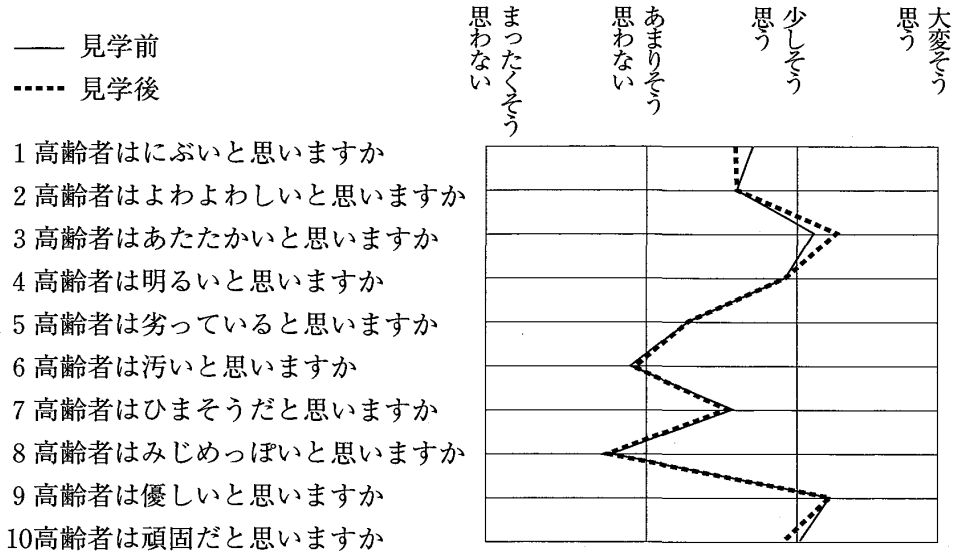 見学前
見学後
まったくそう
思わない
あまりそう
思わない
少しそう
思う
大変そう
思う
1 高齢者はにぶいと思いますか
2 高齢者はよわよわしいと思いますか
3 高齢者はあたたかいと思いますか
4 高齢者は明るいと思いますか
5 高齢者は劣っていると思いますか
6 高齢者は汚いと思いますか
7 高齢者はひまそうだと思いますか
8 高齢者はみじめっぽいと思いますか
9 高齢者は優しいと思いますか
10高齢者は頑固だと思いますか